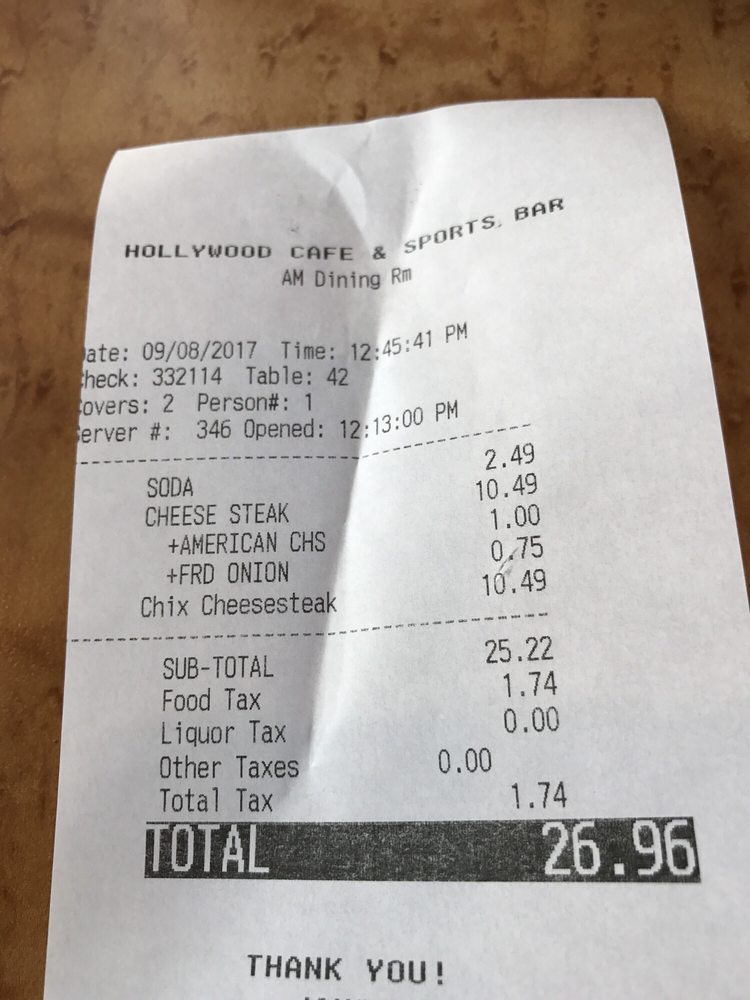 HOLLYWOOD CAFE & SPORTS BAR
AM Dining Rm
ate: 09/08/2017 Time: 12:45:41 PM
heck: 332114 Table: 42
overs: 2 Person#: 1
erver #: 346 Opened: 12:13:00 PM
SODA 2.49
CHEESE STEAK 10.49
+AMERICAN CHS 1.00
+FRD ONION 0.75
Chix Cheesesteak 10.49
SUB-TOTAL 25.22
Food Tax 1.74
Liquor Tax 0.00
Other Taxes 0.00
Total Tax 1.74
TOTAL 26.96
THANK YOU!